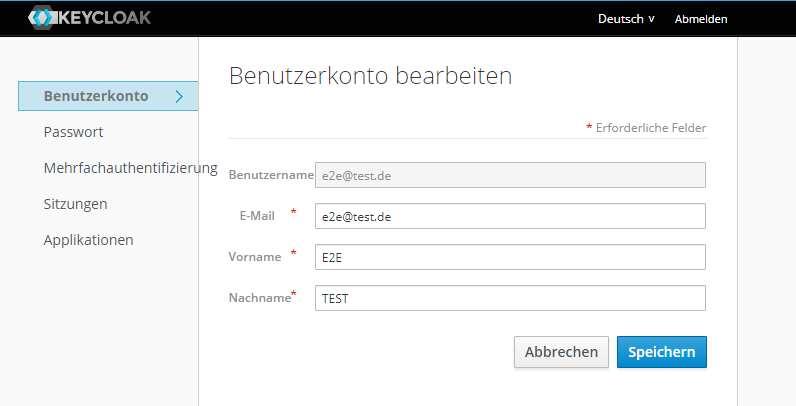 KEYCLOAK
Deutsch
Abmelden
Benutzerkonto
Passwort
Mehrfachauthentifizierung
Sitzungen
Applikationen
Benutzerkonto bearbeiten
* Erforderliche Felder
Benutzername e2e@test.de
E-Mail * e2e@test.de
Vorname * E2E
Nachname* TEST
Abbrechen
Speichern